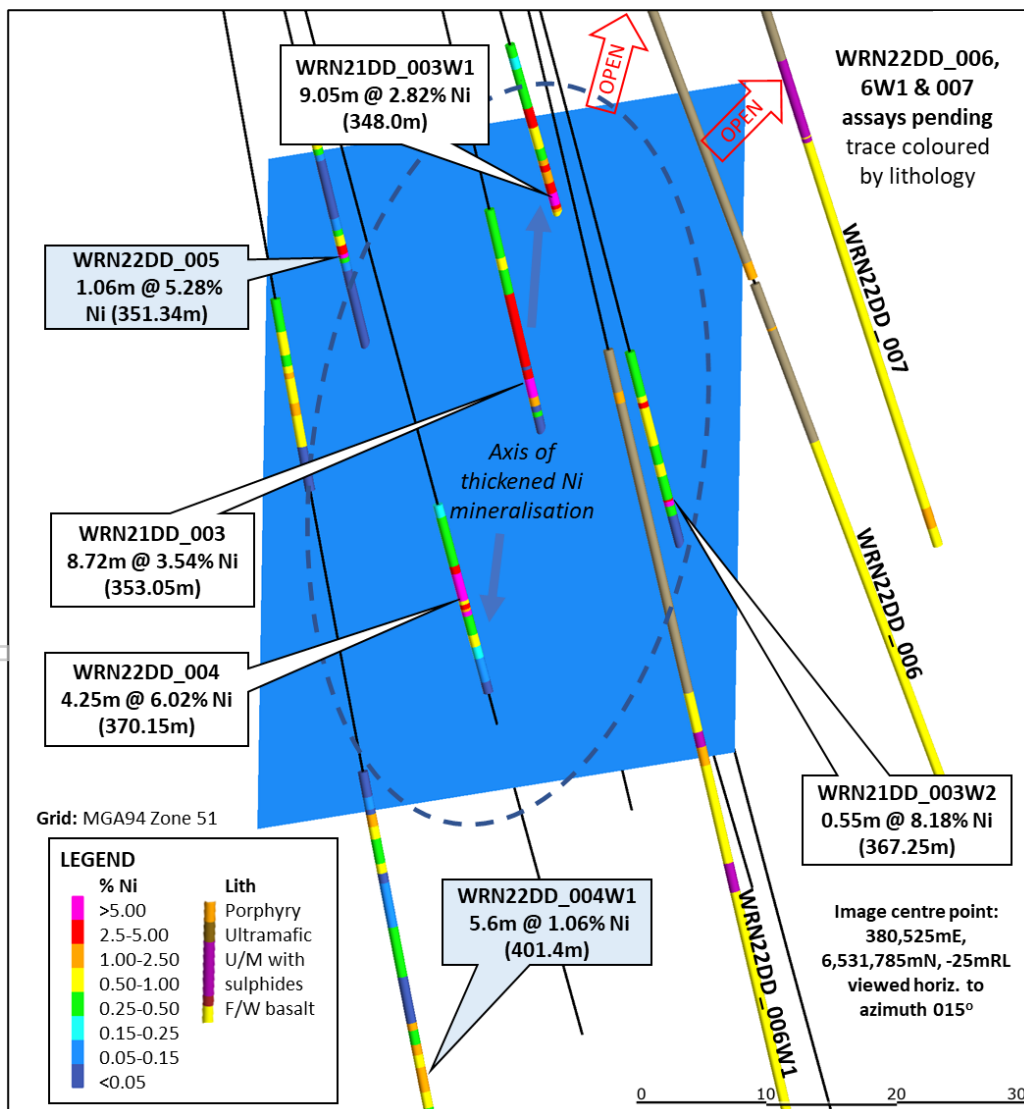 WRN21DD_003W1
9.05m @ 2.82% Ni
(348.0m)
OPEN
OPEN
WRN22DD_006,
6W1 & 007
assays pending
trace coloured
by lithology
WRN22DD_005
1.06m @ 5.28%
Ni (351.34m)
WRN22DD_007
Axis of
thickened Ni
mineralisation
WRN21DD_003
8.72m @ 3.54% Ni
(353.05m)
WRN22DD_006
WRN22DD_004
4.25m @ 6.02% Ni
(370.15m)
WRN21DD_003W2
0.55m @ 8.18% Ni
(367.25m)
Grid: MGA94 Zone 51
LEGEND
% Ni
>5.00
2.5-5.00
1.00-2.50
0.50-1.00
0.25-0.50
0.15-0.25
0.05-0.15
<0.05
Lith
Porphyry
Ultramafic
U/M with
sulphides
F/W basalt
WRN22DD_004W1
5.6m @ 1.06% Ni
(401.4m)
WRN22DD_006W1
Image centre point:
380,525mE,
6,531,785mN, -25mRL
viewed horiz. to
azimuth 015º
0 10 20 30